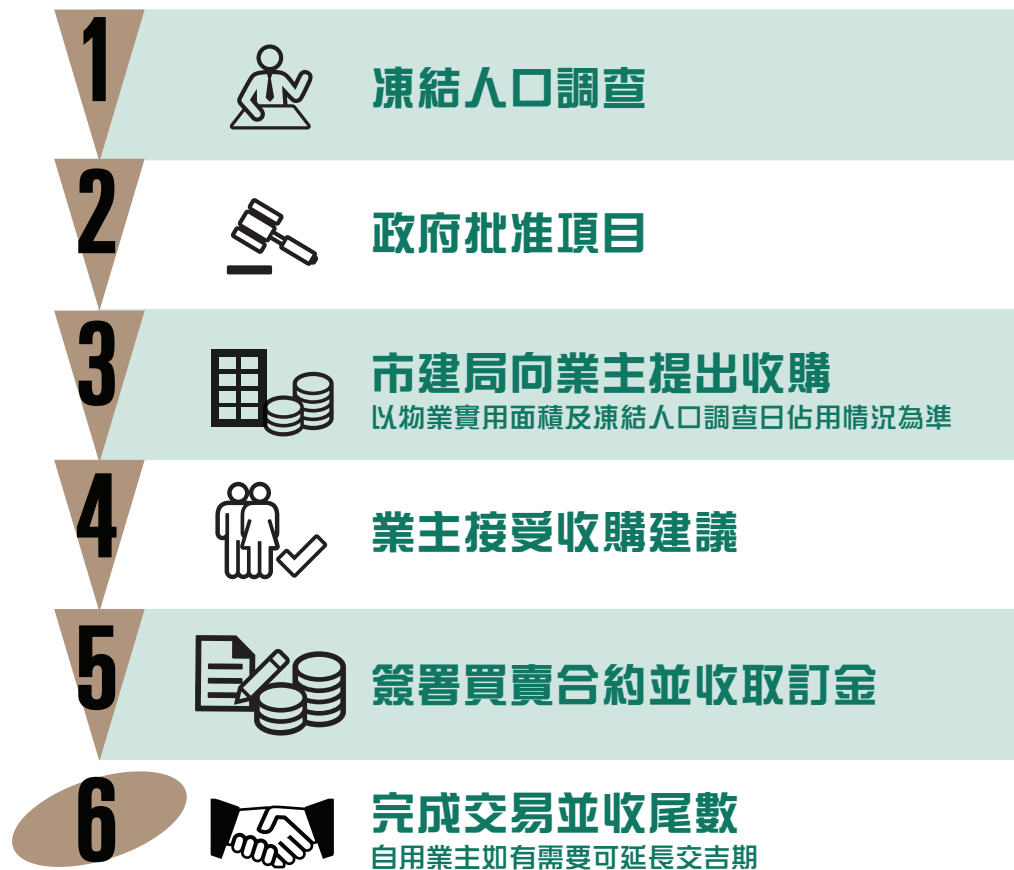 1
凍結人口調查
2
政府批准項目
3
市建局向業主提出收購
以物業實用面積及凍結人口調查日佔用情況為準
4
業主接受收購建議
5
簽署買賣合約並收取訂金
6
完成交易並收尾數
自用業主如有需要可延長交吉期